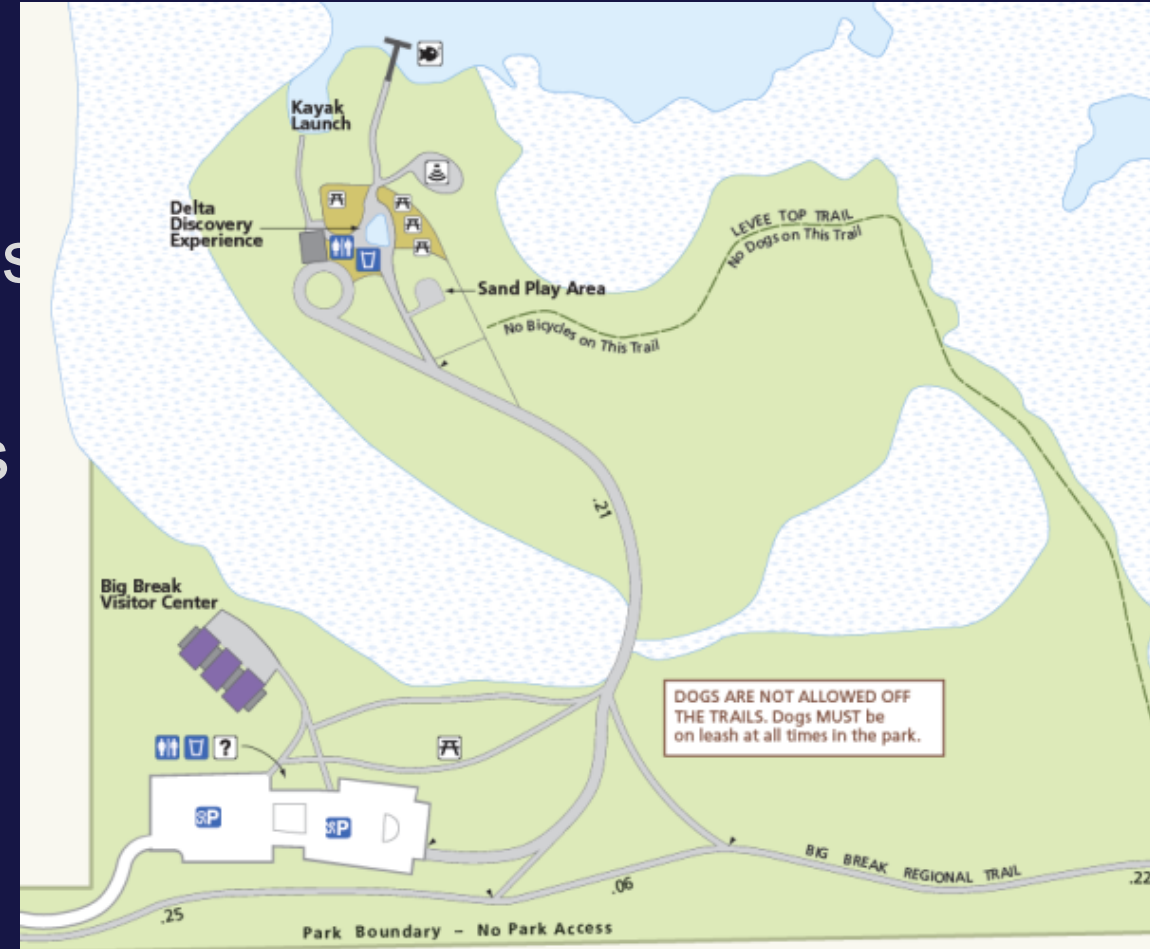 Kayak
Launch
Delta
Discovery
Experience
LEVEE TOP TRAIL
No Dogs on This Trail
Sand Play Area
No Bicycles on This Trail
s
.21
s
Big Break
Visitor Center
DOGS ARE NOT ALLOWED OFF
THE TRAILS. Dogs MUST be
on leash at all times in the park.
?
P
P
BIG BREAK REGIONAL TRAIL
.22
.06
.25
Park Boundary – No Park Access